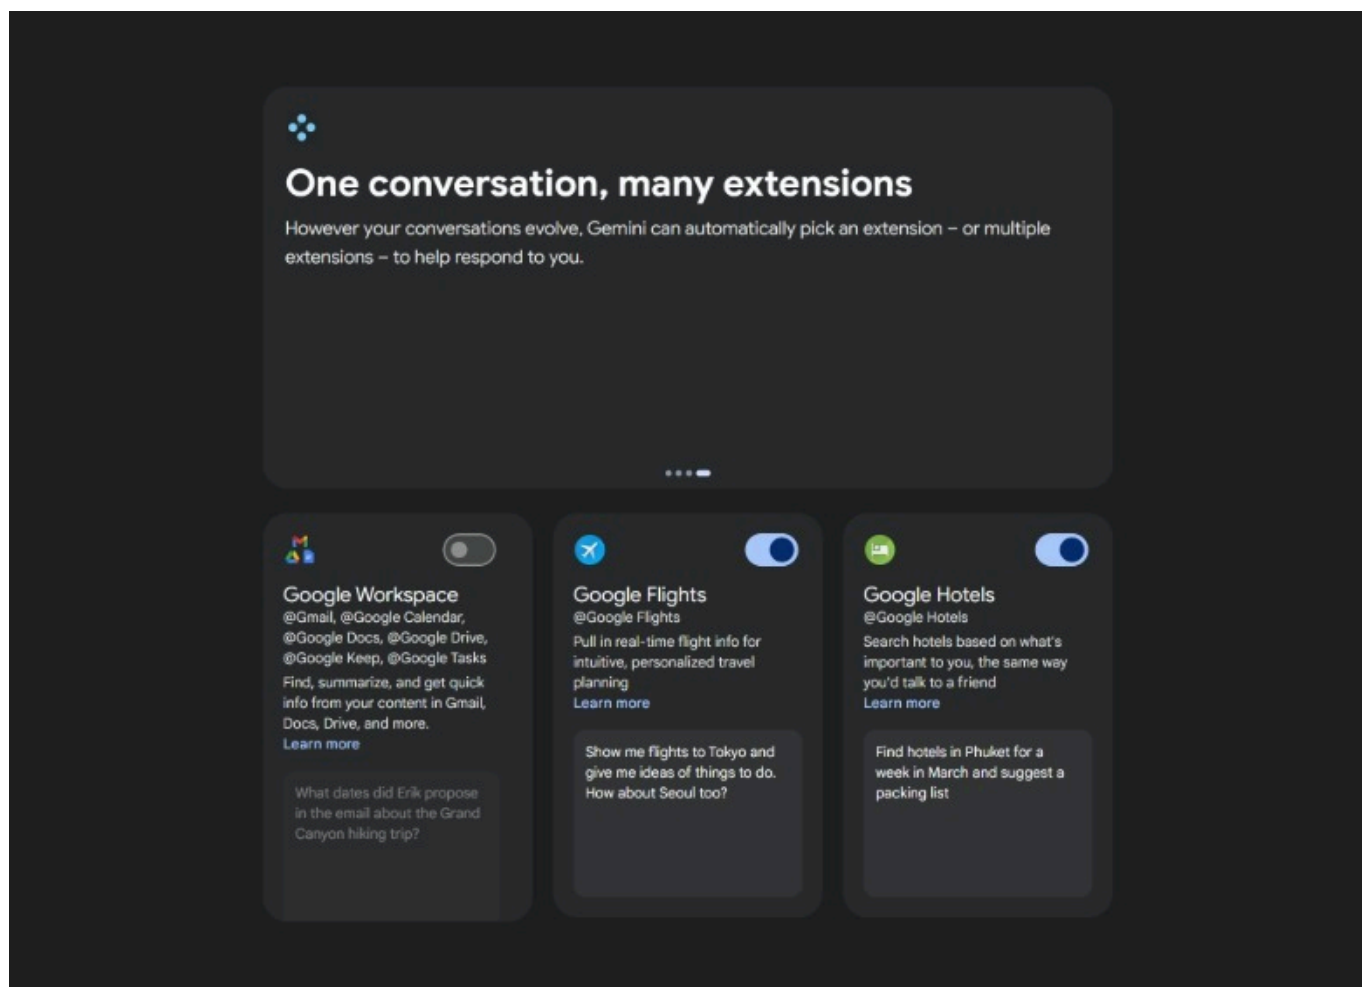 One conversation, many extensions
However your conversations evolve, Gemini can automatically pick an extension – or multiple
extensions – to help respond to you.
Google Workspace
@Gmail, @Google Calendar,
@Google Docs, @Google Drive,
@Google Keep, @Google Tasks
Find, summarize, and get quick
info from your content in Gmail,
Docs, Drive, and more.
Learn more
What dates did Erik propose
in the email about the Grand
Canyon hiking trip?
Google Flights
@Google Flights
Pull in real-time flight info for
intuitive, personalized travel
planning
Learn more
Show me flights to Tokyo and
give me ideas of things to do.
How about Seoul too?
Google Hotels
@Google Hotels
Search hotels based on what's
important to you, the same way
you'd talk to a friend
Learn more
Find hotels in Phuket for a
week in March and suggest a
packing list